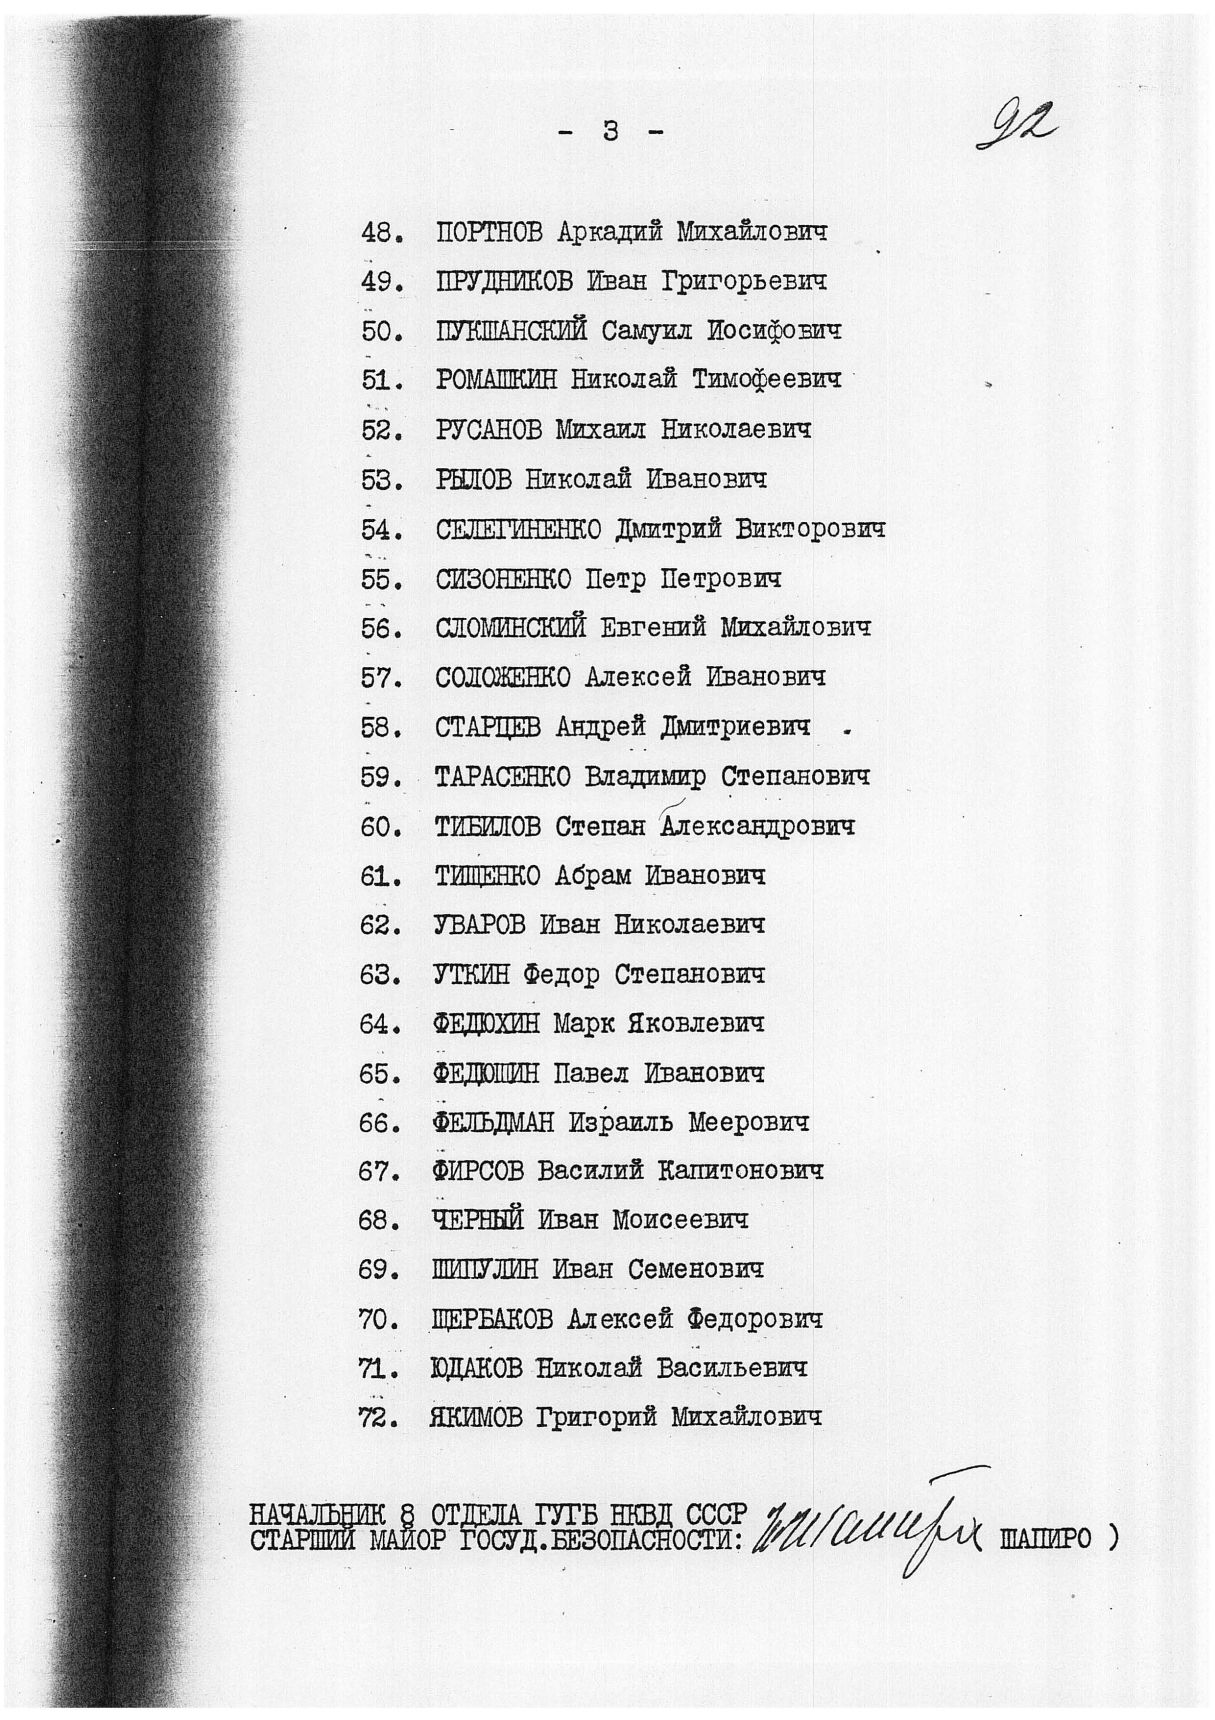 - 3 -
92
48. ПОРТНОВ Аркадий Михайлович
49. ПРУДНИКОВ Иван Григорьевич
50. ПУКШАНСКИЙ Самуил Иосифович
51. РОМАШКИН Николай Тимофеевич
52. РУСАНОВ Михаил Николаевич
53. РЫЛОВ Николай Иванович
54. СЕЛЕГИНЕНКО Дмитрий Викторович
55. СИЗОНЕНКО Петр Петрович
56. СЛОМИНСКИЙ Евгений Михайлович
57. СОЛОЖЕНКО Алексей Иванович
58. СТАРЦЕВ Андрей Дмитриевич
59. ТАРАСЕНКО Владимир Степанович
60. ТИБИЛОВ Степан Александрович
61. ТИЩЕНКО Абрам Иванович
62. УВАРОВ Иван Николаевич
63. УТКИН Федор Степанович
64. ФЕДЮХИН Марк Яковлевич
65. ФЕДЮШИН Павел Иванович
66. ФЕЛЬДМАН Израиль Меерович
67. ФИРСОВ Василий Капитонович
68. ЧЕРНЫЙ Иван Моисеевич
69. ШИПУЛИН Иван Семенович
70. ЩЕРБАКОВ Алексей Федорович
71. ЮДАКОВ Николай Васильевич
72. ЯКИМОВ Григорий Михайлович
НАЧАЛЬНИК 8 ОТДЕЛА ГУГБ НКВД СССР
СТАРШИЙ МАЙОР ГОСУД.БЕЗОПАСНОСТИ: Шапиро ШАПИРО )